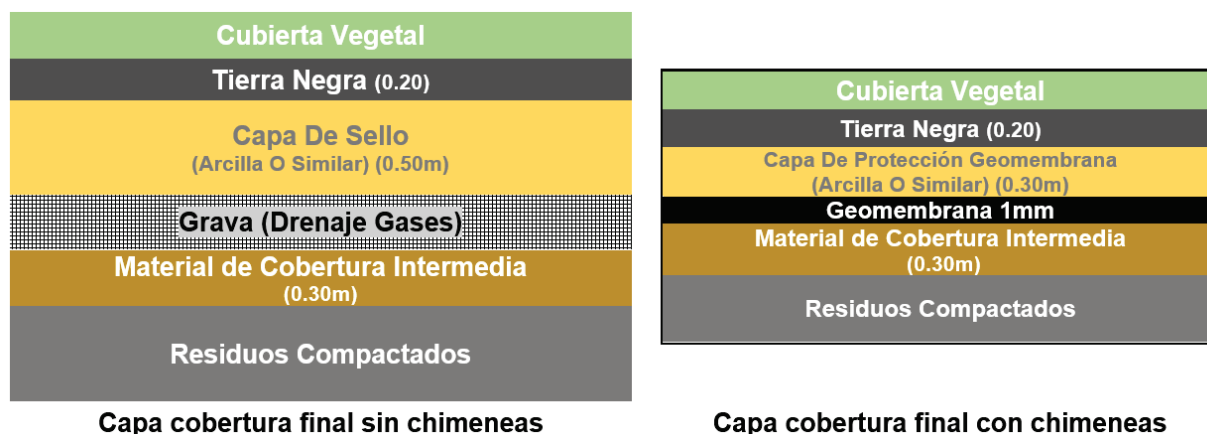 Cubierta Vegetal
Tierra Negra (0.20)
Capa De Sello
(Arcilla O Similar) (0.50m)
Grava (Drenaje Gases)
Material de Cobertura Intermedia
(0.30m)
Residuos Compactados
Capa cobertura final sin chimeneas
Cubierta Vegetal
Tierra Negra (0.20)
Capa De Protección Geomembrana
(Arcilla O Similar) (0.30m)
Geomembrana 1mm
Material de Cobertura Intermedia
(0.30m)
Residuos Compactados
Capa cobertura final con chimeneas